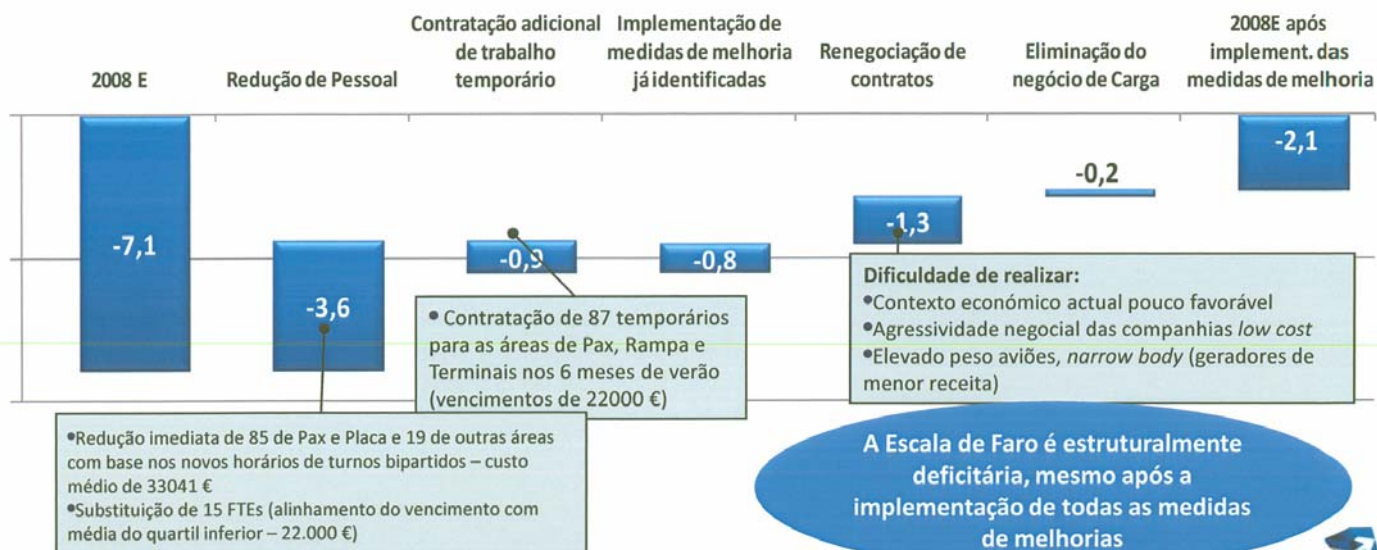 2008 E
Redução de Pessoal
Contratação adicional
de trabalho
temporário
Implementação de
medidas de melhoria
já identificadas
Renegociação de
contratos
Eliminação do
negócio de Carga
2008E após
implement. das
medidas de melhoria
-7,1
-3,6
-0,9
-0,8
-1,3
-0,2
-2,1
•Redução imediata de 85 de Pax e Placa e 19 de outras áreas
com base nos novos horários de turnos bipartidos – custo
médio de 33041 €
•Substituição de 15 FTEs (alinhamento do vencimento com
média do quartil inferior – 22.000 €)
• Contratação de 87 temporários
para as áreas de Pax, Rampa e
Terminais nos 6 meses de verão
(vencimentos de 22000 €)
Dificuldade de realizar:
•Contexto económico actual pouco favorável
•Agressividade negocial das companhias low cost
•Elevado peso aviões, narrow body (geradores de
menor receita)
A Escala de Faro é estruturalmente
deficitária, mesmo após a
implementação de todas as medidas
de melhorias